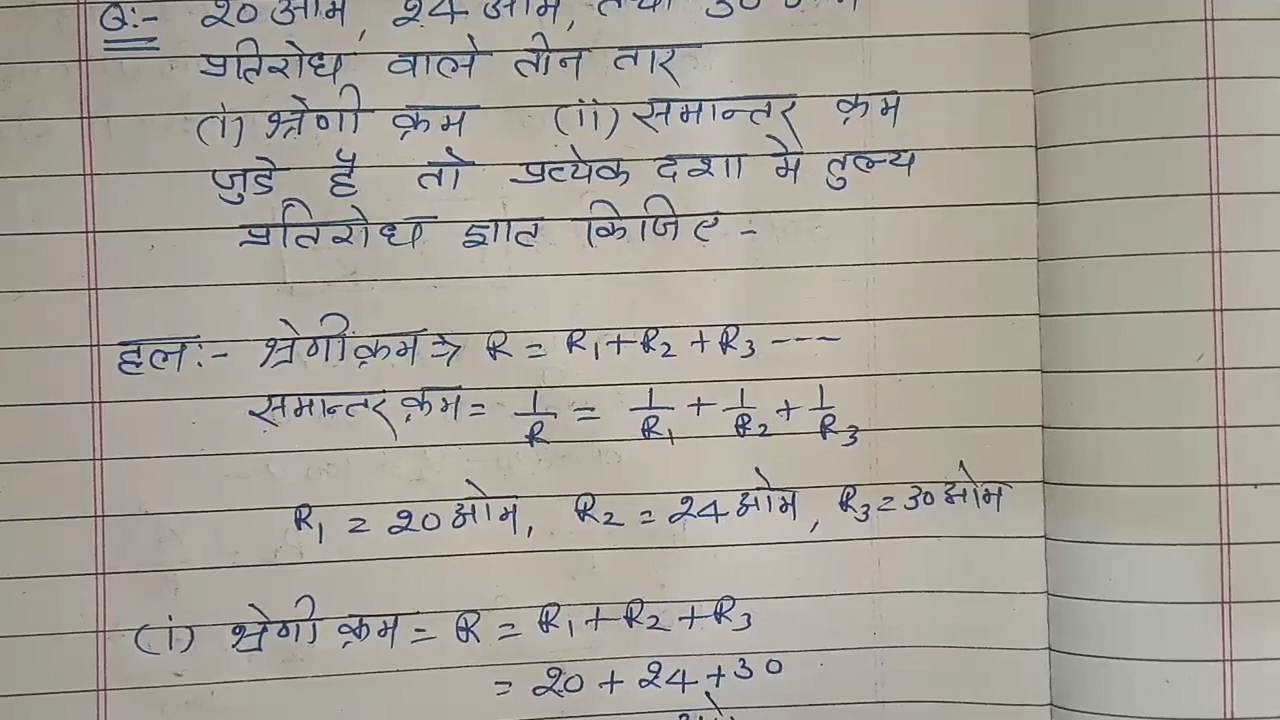 Q:- 20 ओम, 24 ओम, तथा 30
प्रतिरोध वाले तीन तार
(i) श्रेणी क्रम (ii) समान्तर क्रम
जुडे है तो प्रत्येक दशा मे तुल्य
प्रतिरोध ज्ञात किजिए -
हल:- श्रेणीक्रम ⇒ R = R₁ + R₂ + R₃ ----
समान्तर क्रम = 1/R = 1/R₁ + 1/R₂ + 1/R₃
R₁ = 20 ओम, R₂ = 24 ओम, R₃ = 30 ओम
(i) श्रेणी क्रम = R = R₁ + R₂ + R₃
= 20 + 24 + 30